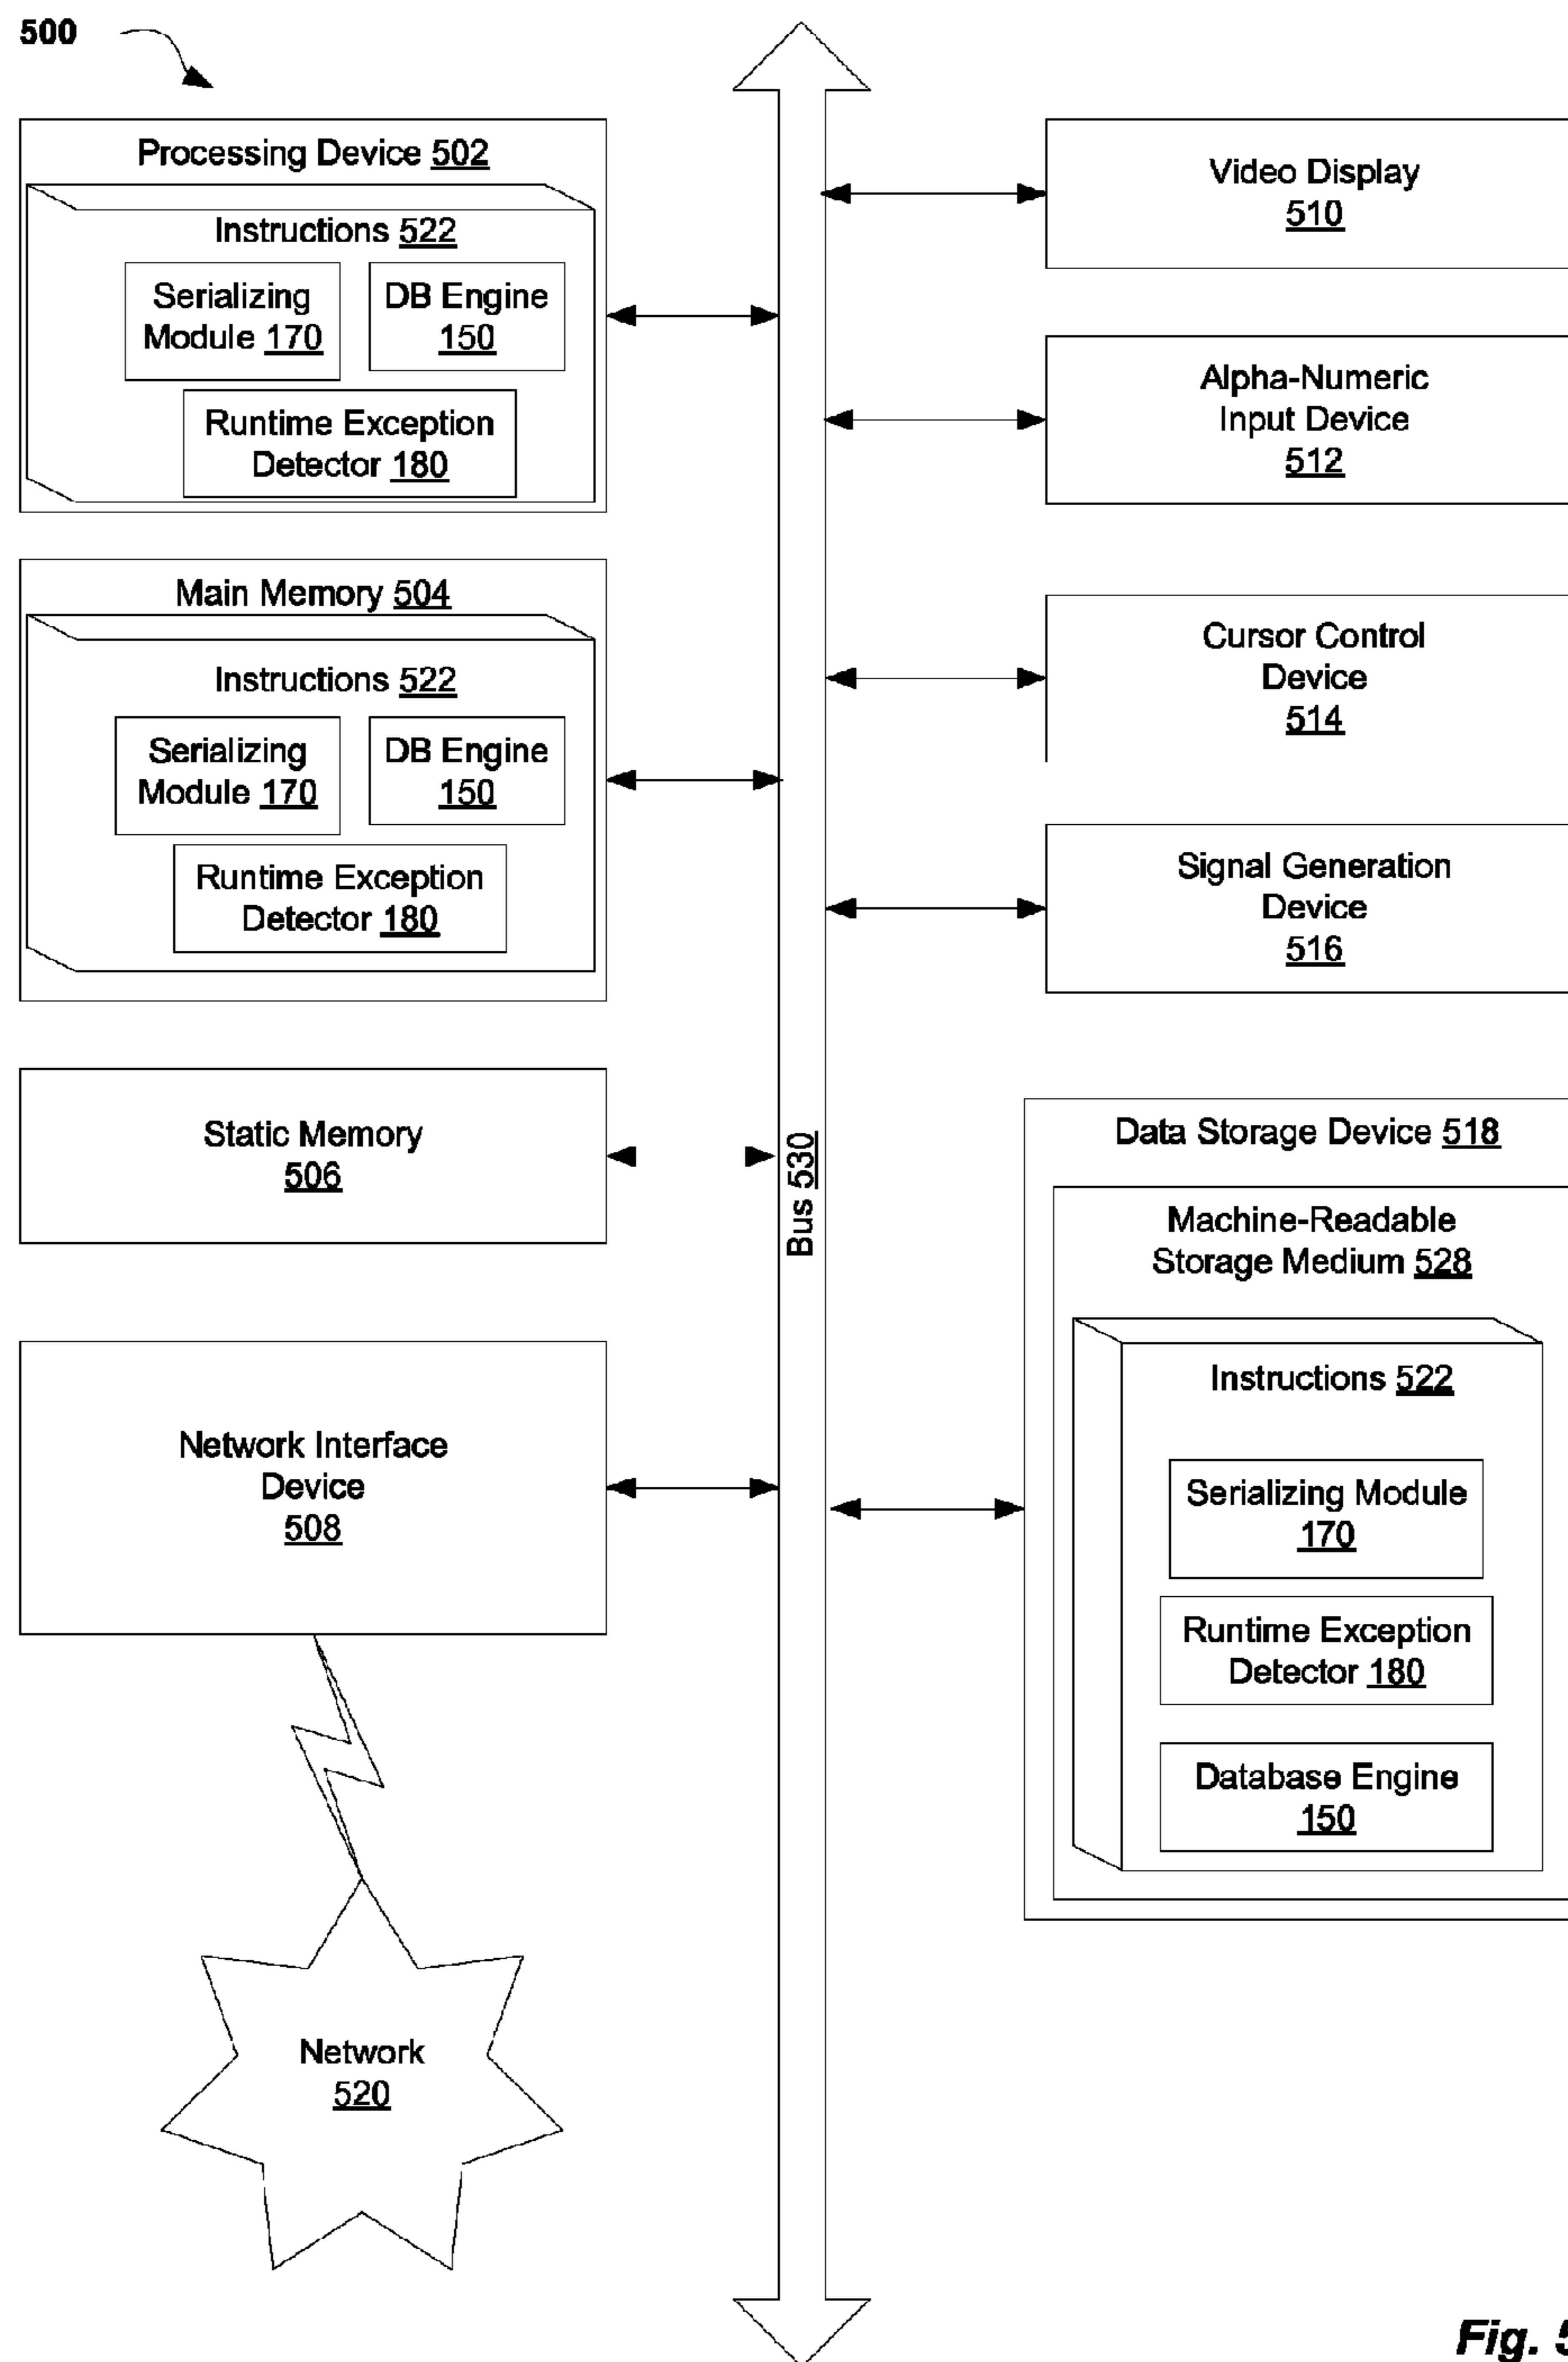 500
Processing Device 502
Instructions 522
Serializing
Module 170
DB Engine
150
Runtime Exception
Detector 180
Main Memory 504
Instructions 522
Serializing
Module 170
DB Engine
150
Runtime Exception
Detector 180
Static Memory
506
Network Interface
Device
508
Network
520
Bus 530
Video Display
510
Alpha-Numeric
Input Device
512
Cursor Control
Device
514
Signal Generation
Device
516
Data Storage Device 518
Machine-Readable
Storage Medium 528
Instructions 522
Serializing Module
170
Runtime Exception
Detector 180
Database Engine
150
Fig. 5